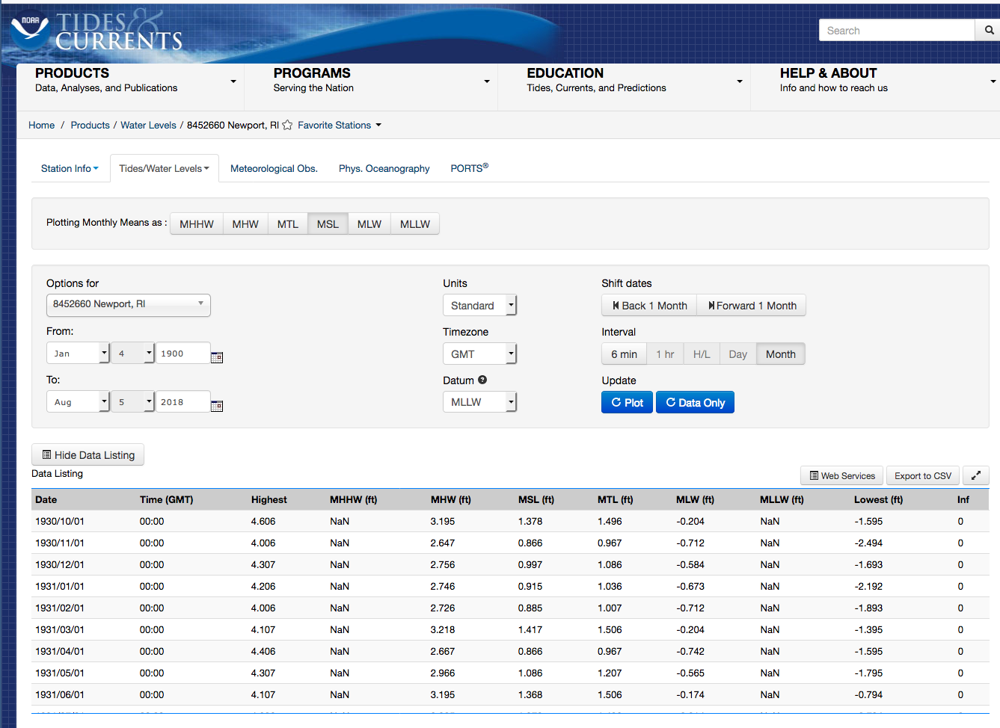 NOAA
TIDES &
CURRENTS
Search
PRODUCTS
Data, Analyses, and Publications
PROGRAMS
Serving the Nation
EDUCATION
Tides, Currents, and Predictions
HELP & ABOUT
Info and how to reach us
Home / Products / Water Levels / 8452660 Newport, RI Favorite Stations
Station Info Tides/Water Levels Meteorological Obs. Phys. Oceanography PORTS®
Plotting Monthly Means as : MHHW MHW MTL MSL MLW MLLW
Options for
8452660 Newport, RI
From:
Jan 4 1900
To:
Aug 5 2018
Units
Standard
Timezone
GMT
Datum ?
MLLW
Shift dates
Back 1 Month Forward 1 Month
Interval
6 min 1 hr H/L Day Month
Update
Plot Data Only
Hide Data Listing
Data Listing
Web Services Export to CSV
Date Time (GMT) Highest MHHW (ft) MHW (ft) MSL (ft) MTL (ft) MLW (ft) MLLW (ft) Lowest (ft) Inf
1930/10/01 00:00 4.606 NaN 3.195 1.378 1.496 -0.204 NaN -1.595 0
1930/11/01 00:00 4.006 NaN 2.647 0.866 0.967 -0.712 NaN -2.494 0
1930/12/01 00:00 4.307 NaN 2.756 0.997 1.086 -0.584 NaN -1.693 0
1931/01/01 00:00 4.206 NaN 2.746 0.915 1.036 -0.673 NaN -2.192 0
1931/02/01 00:00 4.006 NaN 2.726 0.885 1.007 -0.712 NaN -1.893 0
1931/03/01 00:00 4.107 NaN 3.218 1.417 1.506 -0.204 NaN -1.395 0
1931/04/01 00:00 4.406 NaN 2.667 0.866 0.967 -0.742 NaN -1.595 0
1931/05/01 00:00 4.307 NaN 2.966 1.086 1.207 -0.565 NaN -1.795 0
1931/06/01 00:00 4.107 NaN 3.195 1.368 1.506 -0.174 NaN -0.794 0